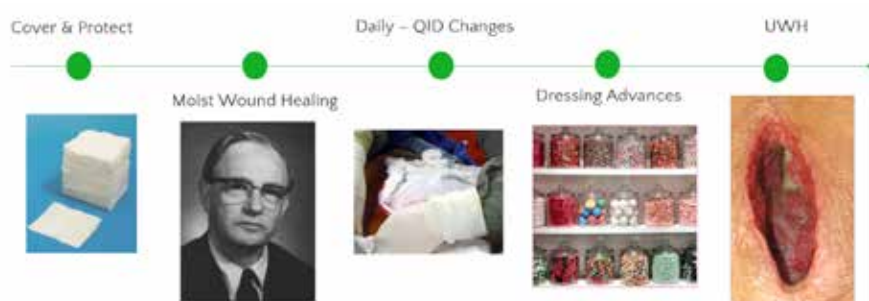 Cover & Protect
Moist Wound Healing
Daily – QID Changes
Dressing Advances
UWH